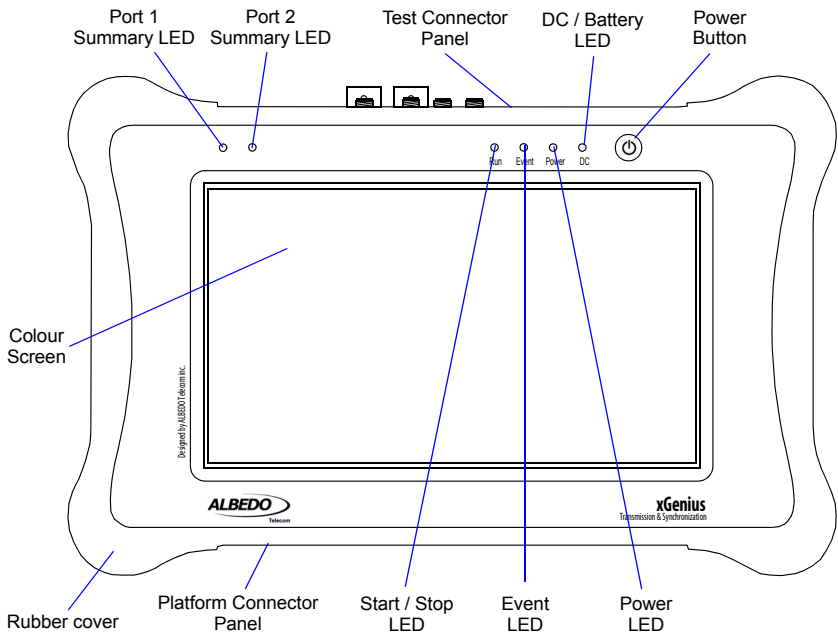 Port 1
Summary LED
Port 2
Summary LED
Test Connector
Panel
DC / Battery
LED
Power
Button
Run
Event
Power
DC
Colour
Screen
Designed by ALBEDO Telecom inc.
ALBEDO
Telecom
xGenius
Transmission & Synchronization
Rubber cover
Platform Connector
Panel
Start / Stop
LED
Event
LED
Power
LED